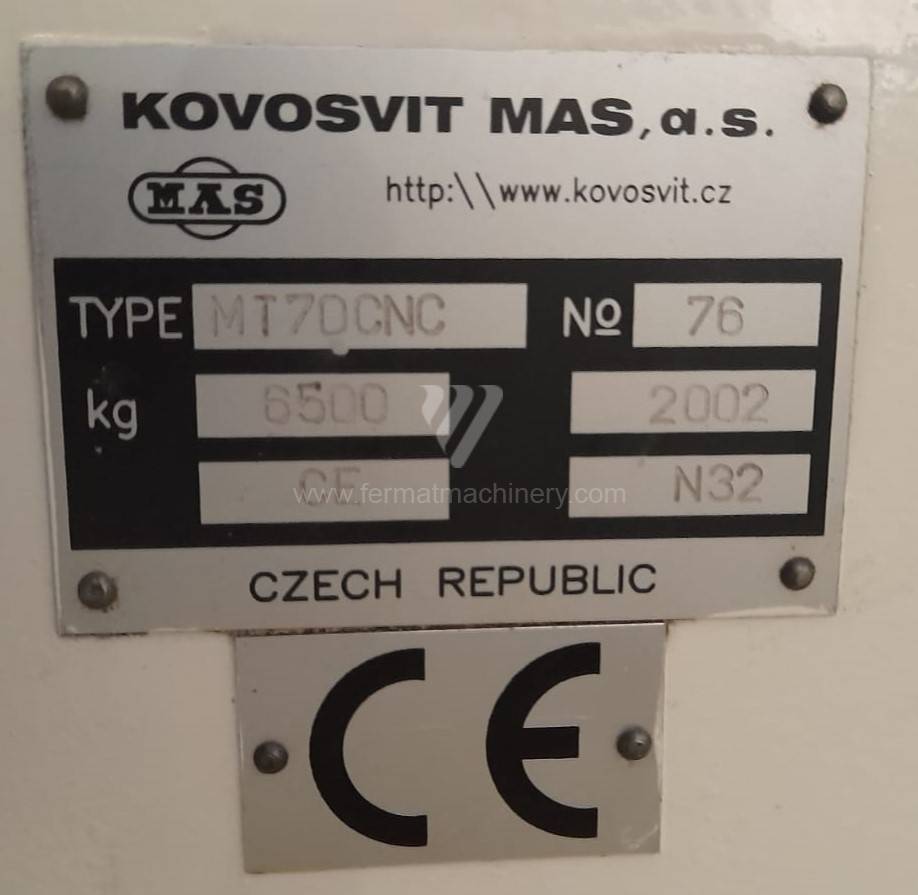 KOVOSVIT MAS, a.s.
MAS http:\\www.kovosvit.cz
TYPE MT70CNC No 76
kg 6500 2002
CE N32
www.fermatmachinery.com
CZECH REPUBLIC
CE